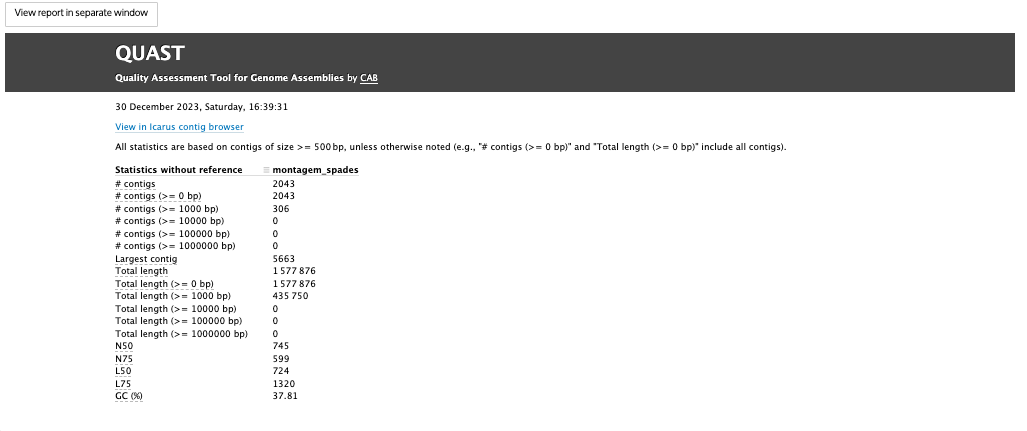 View report in separate window
QUAST
Quality Assessment Tool for Genome Assemblies by CAB
30 December 2023, Saturday, 16:39:31
View in Icarus contig browser
All statistics are based on contigs of size >= 500 bp, unless otherwise noted (e.g., "# contigs (>= 0 bp)" and "Total length (>= 0 bp)" include all contigs).
Statistics without reference montagem_spades
# contigs 2043
# contigs (>= 0 bp) 2043
# contigs (>= 1000 bp) 306
# contigs (>= 10000 bp) 0
# contigs (>= 100000 bp) 0
# contigs (>= 1000000 bp) 0
Largest contig 5663
Total length 1 577 876
Total length (>= 0 bp) 1 577 876
Total length (>= 1000 bp) 435 750
Total length (>= 10000 bp) 0
Total length (>= 100000 bp) 0
Total length (>= 1000000 bp) 0
N50 745
N75 599
L50 724
L75 1320
GC (%) 37.81